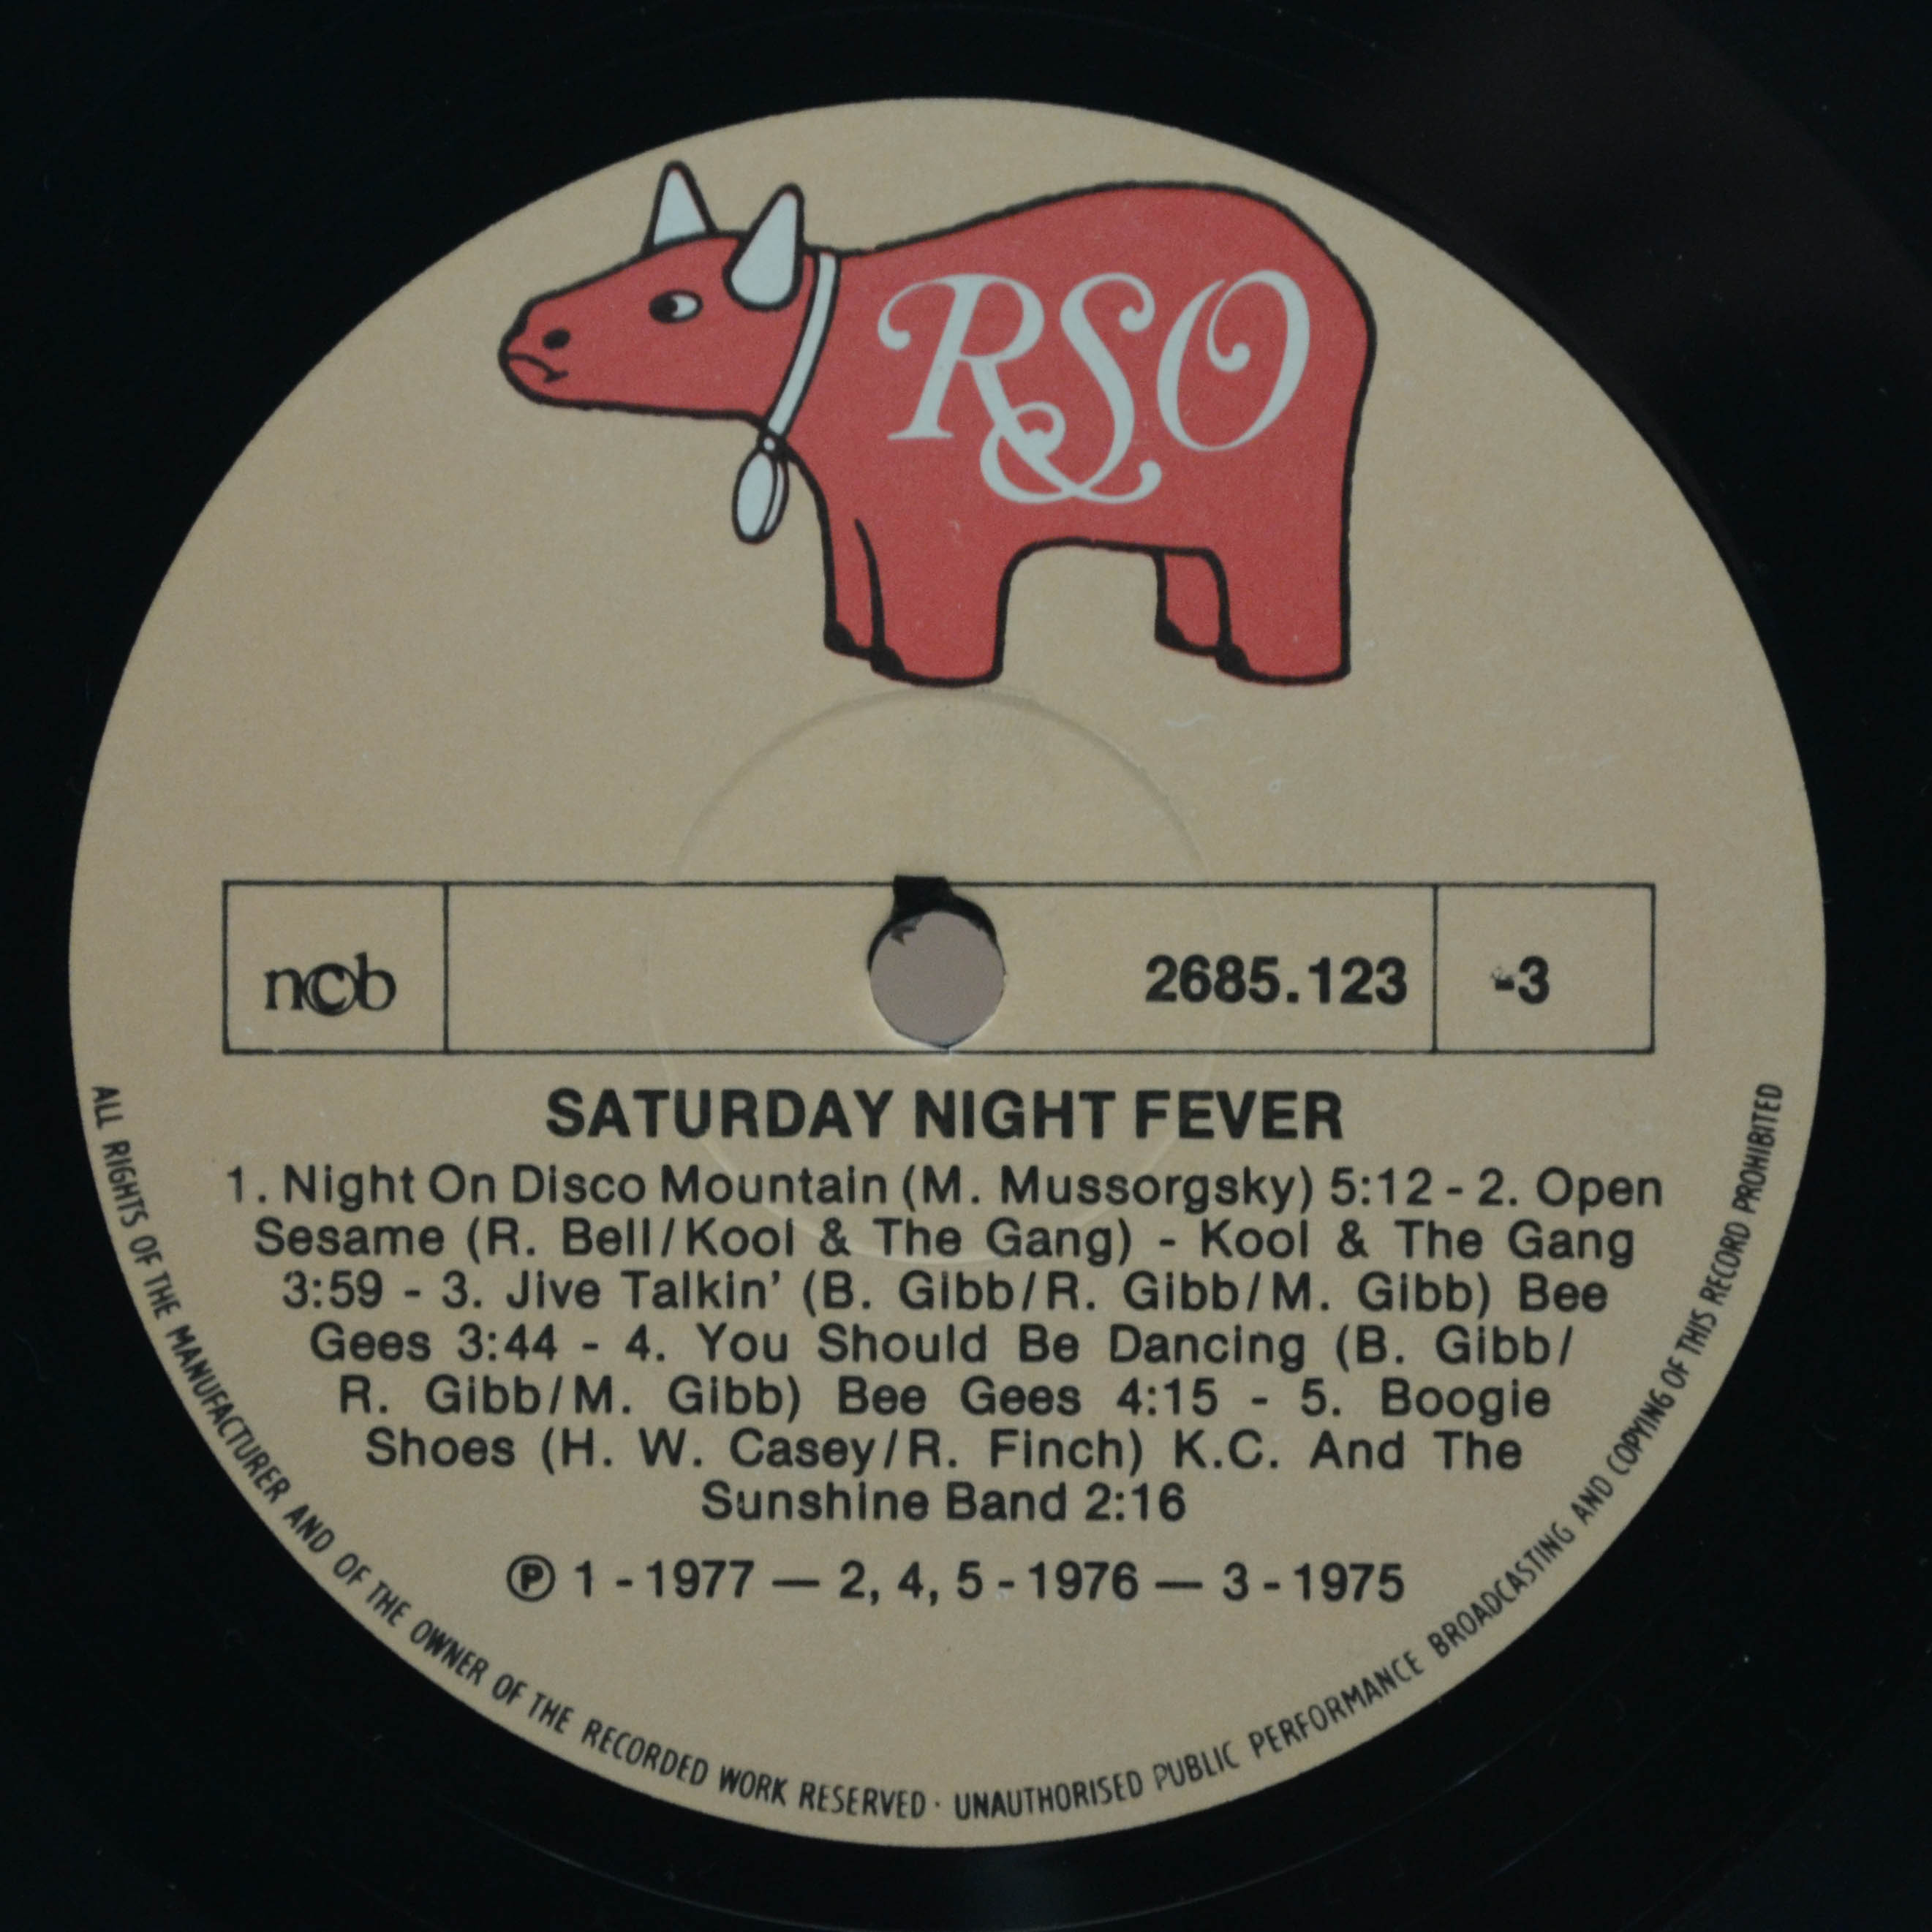 RSO
ncb
2685.123
-3
SATURDAY NIGHT FEVER
1. Night On Disco Mountain (M. Mussorgsky) 5:12 - 2. Open
Sesame (R. Bell/Kool & The Gang) - Kool & The Gang
3:59 - 3. Jive Talkin' (B. Gibb/R. Gibb/M. Gibb) Bee
Gees 3:44 - 4. You Should Be Dancing (B. Gibb/
R. Gibb/M. Gibb) Bee Gees 4:15 - 5. Boogie
Shoes (H. W. Casey/R. Finch) K.C. And The
Sunshine Band 2:16
Ⓟ 1 - 1977 — 2, 4, 5 - 1976 — 3 - 1975
ALL RIGHTS OF THE MANUFACTURER AND OF THE OWNER OF THE RECORDED WORK RESERVED · UNAUTHORISED PUBLIC PERFORMANCE BROADCASTING AND COPYING OF THIS RECORD PROHIBITED